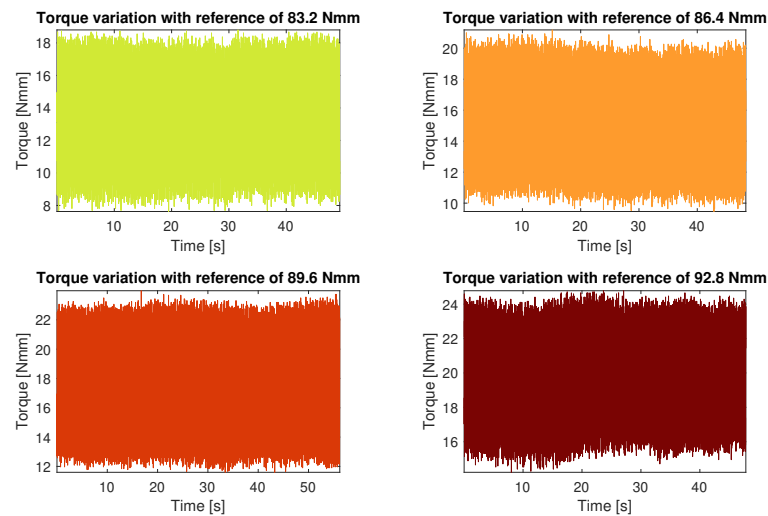 Torque variation with reference of 83.2 Nmm
18
16
14
12
10
8
Torque [Nmm]
10 20 30 40
Time [s]
Torque variation with reference of 86.4 Nmm
20
18
16
14
12
10
Torque [Nmm]
10 20 30 40
Time [s]
Torque variation with reference of 89.6 Nmm
22
20
18
16
14
12
Torque [Nmm]
10 20 30 40 50
Time [s]
Torque variation with reference of 92.8 Nmm
24
22
20
18
16
Torque [Nmm]
10 20 30 40
Time [s]